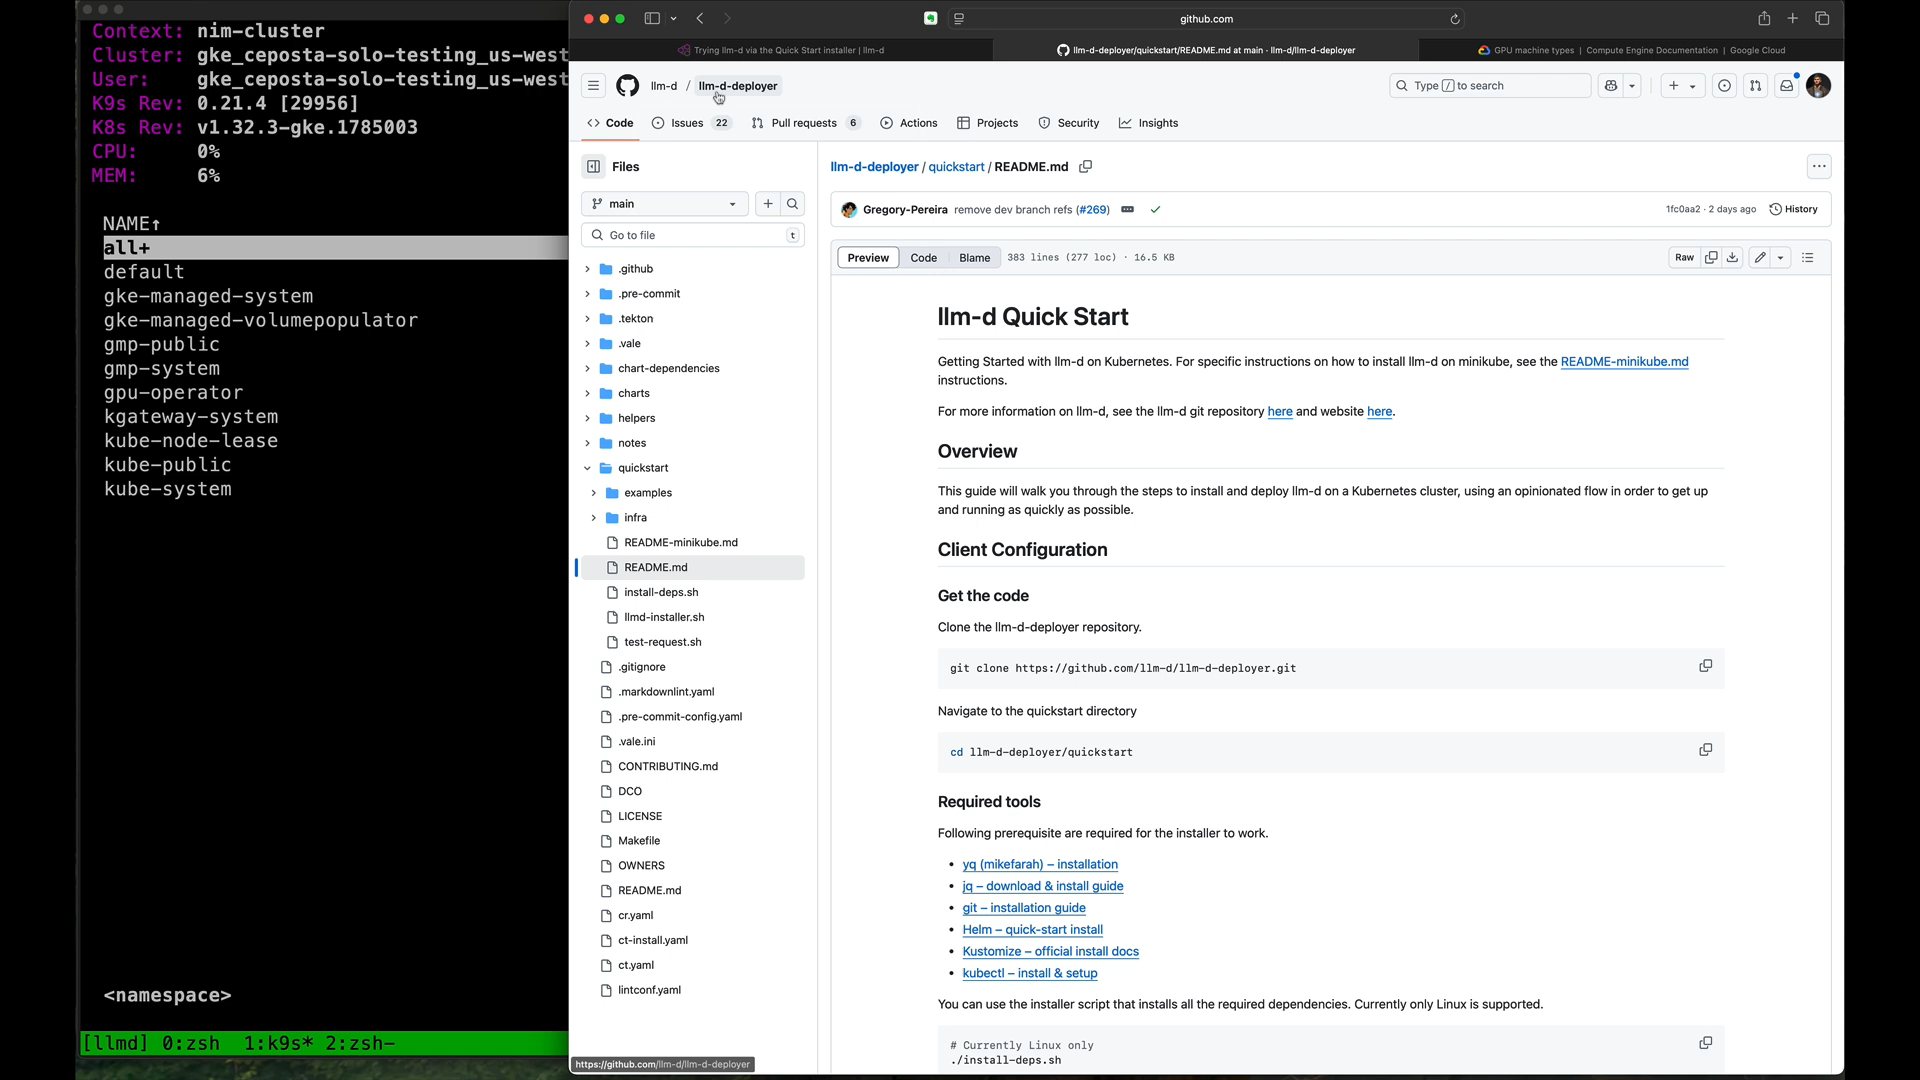 Context: nim-cluster
Cluster: gke_ceposta-solo-testing_us-west
User: gke_ceposta-solo-testing_us-west
K9s Rev: 0.21.4 [29956]
K8s Rev: v1.32.3-gke.1785003
CPU: 0%
MEM: 6%
NAME↑
all+
default
gke-managed-system
gke-managed-volumepopulator
gmp-public
gmp-system
gpu-operator
kgateway-system
kube-node-lease
kube-public
kube-system
<namespace>
[llmd] 0:zsh 1:k9s* 2:zsh-
github.com
Trying llm-d via the Quick Start installer | llm-d
llm-d-deployer/quickstart/README.md at main · llm-d/llm-d-deployer
GPU machine types | Compute Engine Documentation | Google Cloud
llm-d / llm-d-deployer
Type / to search
Code
Issues 22
Pull requests 6
Actions
Projects
Security
Insights
Files
main
Go to file t
.github
.pre-commit
.tekton
.vale
chart-dependencies
charts
helpers
notes
quickstart
examples
infra
README-minikube.md
README.md
install-deps.sh
llmd-installer.sh
test-request.sh
.gitignore
.markdownlint.yaml
.pre-commit-config.yaml
.vale.ini
CONTRIBUTING.md
DCO
LICENSE
Makefile
OWNERS
README.md
cr.yaml
ct-install.yaml
ct.yaml
lintconf.yaml
https://github.com/llm-d/llm-d-deployer
llm-d-deployer / quickstart / README.md
Gregory-Pereira remove dev branch refs (#269)
1fc0aa2 · 2 days ago History
Preview Code Blame 383 lines (277 loc) · 16.5 KB
Raw
llm-d Quick Start
Getting Started with llm-d on Kubernetes. For specific instructions on how to install llm-d on minikube, see the README-minikube.md
instructions.
For more information on llm-d, see the llm-d git repository here and website here.
Overview
This guide will walk you through the steps to install and deploy llm-d on a Kubernetes cluster, using an opinionated flow in order to get up
and running as quickly as possible.
Client Configuration
Get the code
Clone the llm-d-deployer repository.
git clone https://github.com/llm-d/llm-d-deployer.git
Navigate to the quickstart directory
cd llm-d-deployer/quickstart
Required tools
Following prerequisite are required for the installer to work.
• yq (mikefarah) – installation
• jq – download & install guide
• git – installation guide
• Helm – quick-start install
• Kustomize – official install docs
• kubectl – install & setup
You can use the installer script that installs all the required dependencies. Currently only Linux is supported.
# Currently Linux only
./install-deps.sh